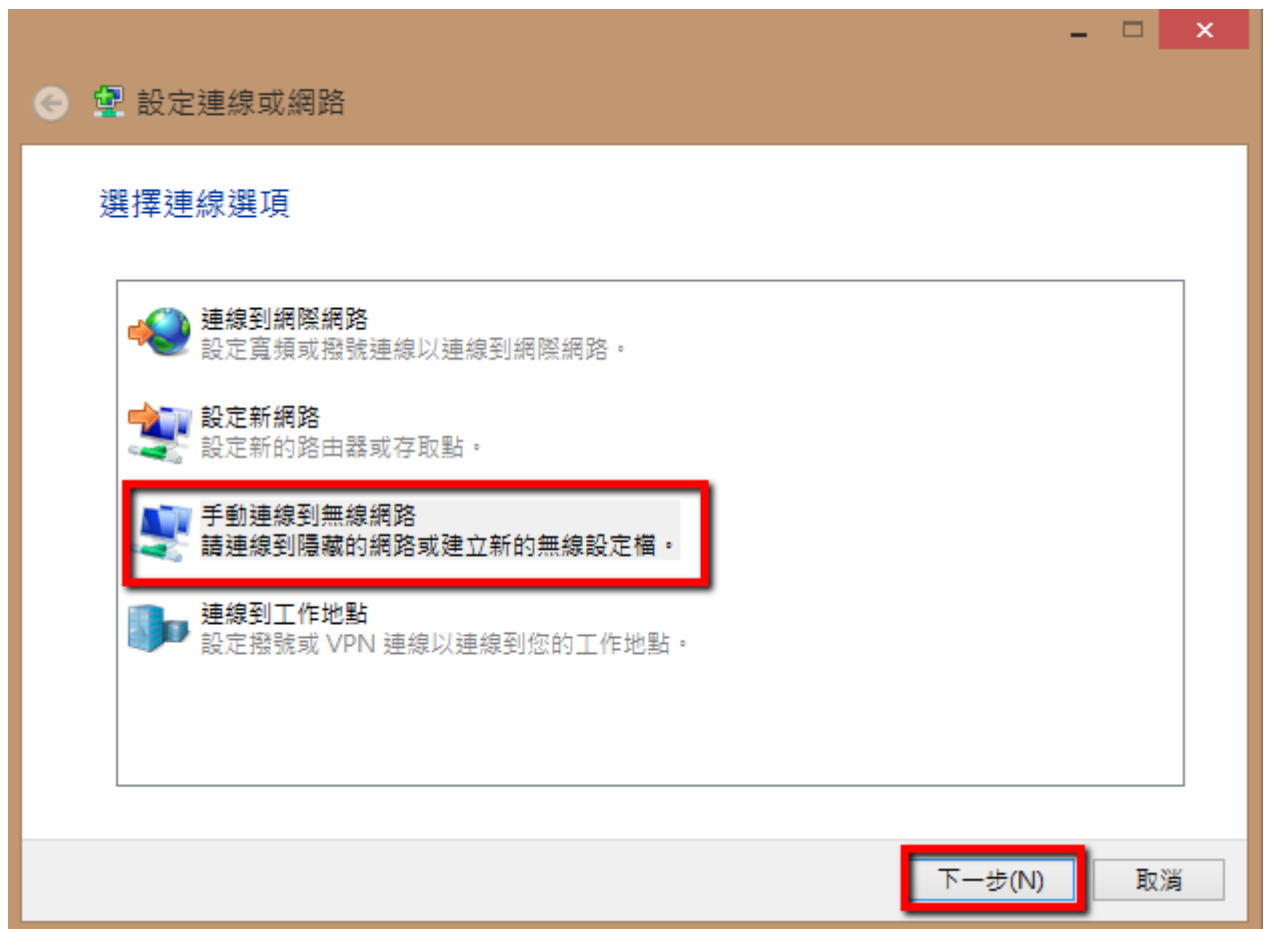 設定連線或網路
選擇連線選項
連線到網際網路
設定寬頻或撥號連線以連線到網際網路。
設定新網路
設定新的路由器或存取點。
手動連線到無線網路
請連線到隱藏的網路或建立新的無線設定檔。
連線到工作地點
設定撥號或 VPN 連線以連線到您的工作地點。
下一步(N)
取消